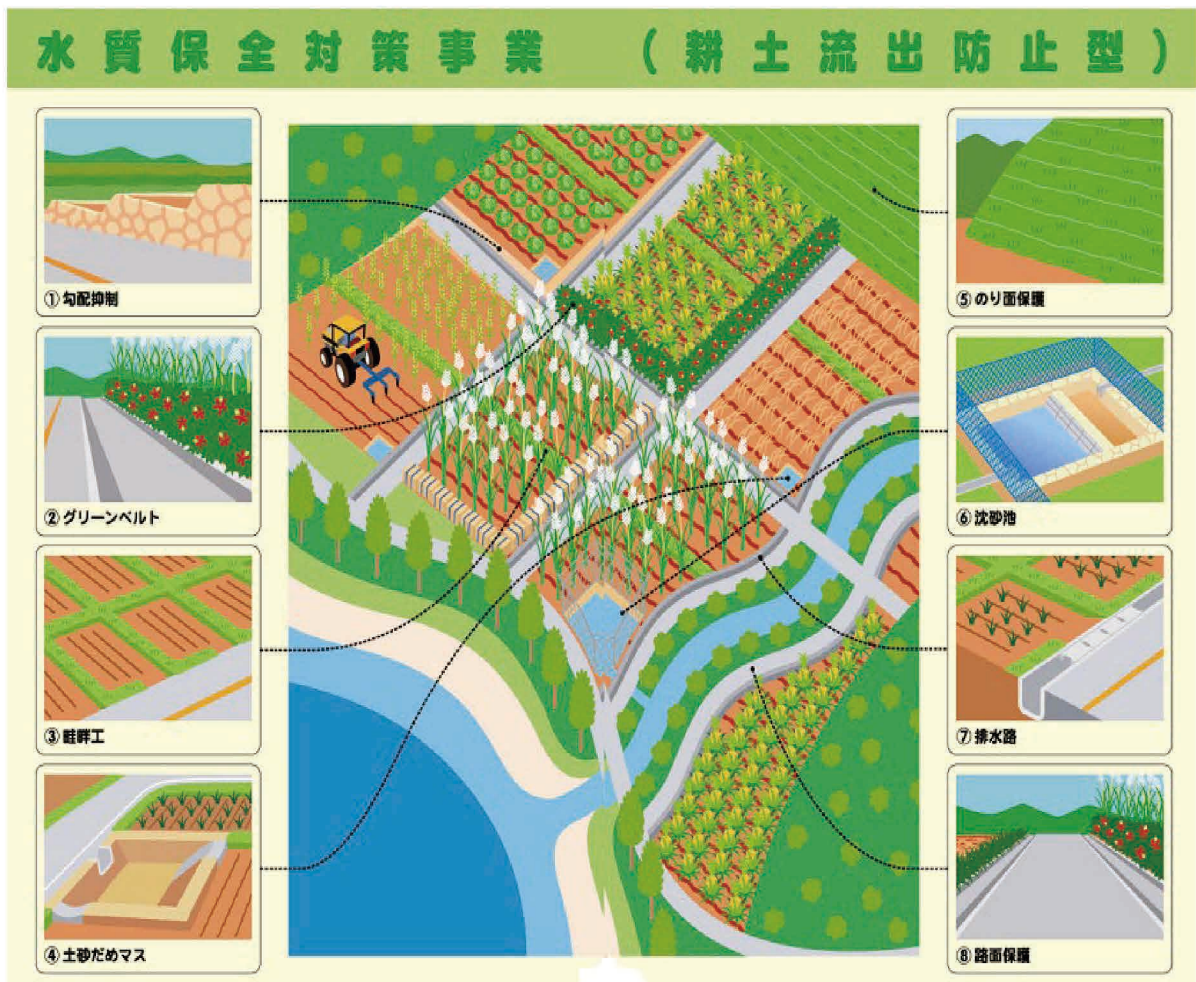 水質保全対策事業 (耕土流出防止型)
①勾配抑制
②グリーンベルト
③畦畔工
④土砂だめマス
⑤のり面保護
⑥沈砂池
⑦排水路
⑧路面保護